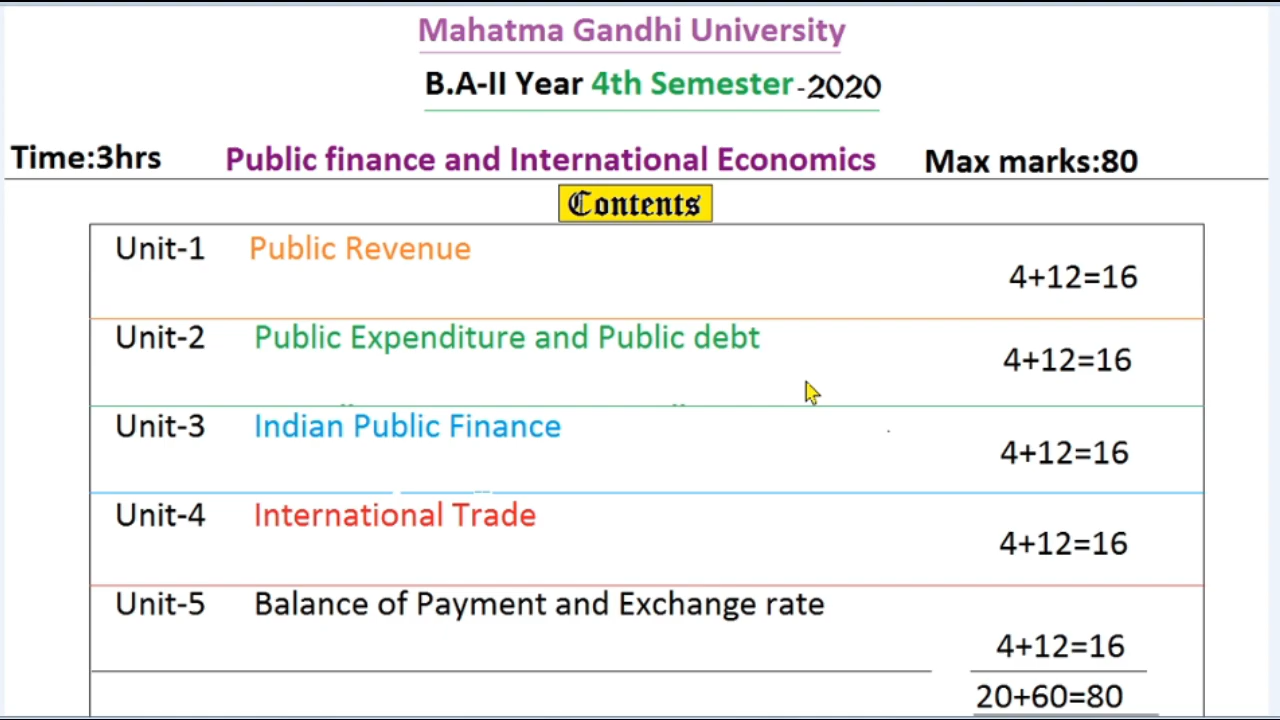 Mahatma Gandhi University
B.A-II Year 4th Semester-2020
Time:3hrs Public finance and International Economics Max marks:80
Contents
Unit-1 Public Revenue
4+12=16
Unit-2 Public Expenditure and Public debt
4+12=16
Unit-3 Indian Public Finance
4+12=16
Unit-4 International Trade
4+12=16
Unit-5 Balance of Payment and Exchange rate
4+12=16
20+60=80